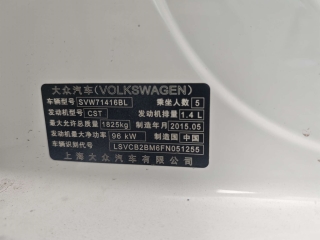 大众汽车(VOLKSWAGEN)
车辆型号 SVW71416BL 乘坐人数 5
发动机型号 CST 发动机排量 1.4 L
最大允许总质量 1825kg 制造年月 2015.05
发动机最大净功率 96 kW 制造国 中国
车辆识别代号 LSVCB2BM6FN051255
上海大众汽车有限公司